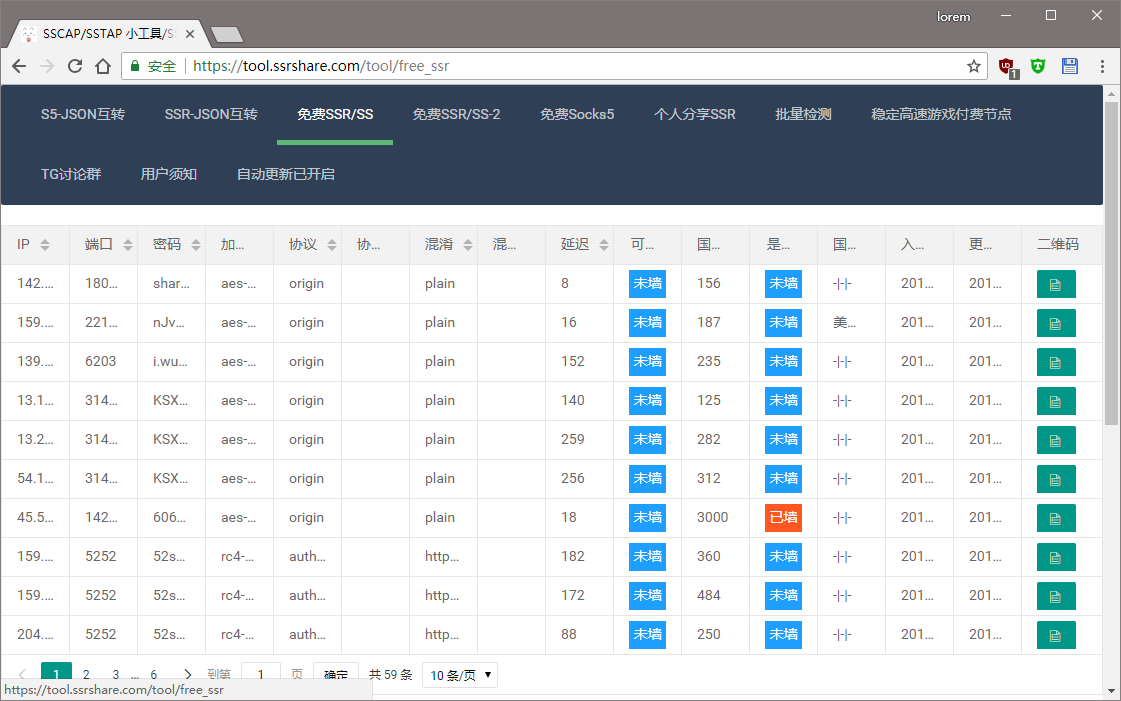 lorem
SSCAP/SSTAP 小工具/SS
安全 https://tool.ssrshare.com/tool/free_ssr
1
S5-JSON互转 SSR-JSON互转 免费SSR/SS 免费SSR/SS-2 免费Socks5 个人分享SSR 批量检测 稳定高速游戏付费节点
TG讨论群 用户须知 自动更新已开启
IP 端口 密码 加... 协议 协... 混淆 混... 延迟 可... 国... 是... 国... 入... 更... 二维码
142.... 180... shar... aes-... origin plain 8 未墙 156 未墙 -|-|- 201... 201...
159.... 221... nJv... aes-... origin plain 16 未墙 187 未墙 美... 201... 201...
139.... 6203 i.wu... aes-... origin plain 152 未墙 235 未墙 -|-|- 201... 201...
13.1... 314... KSX... aes-... origin plain 140 未墙 125 未墙 -|-|- 201... 201...
13.2... 314... KSX... aes-... origin plain 259 未墙 282 未墙 -|-|- 201... 201...
54.1... 314... KSX... aes-... origin plain 256 未墙 312 未墙 -|-|- 201... 201...
45.5... 142... 606... aes-... origin plain 18 未墙 3000 已墙 -|-|- 201... 201...
159.... 5252 52s... rc4-... auth... http... 182 未墙 360 未墙 -|-|- 201... 201...
159.... 5252 52s... rc4-... auth... http... 172 未墙 484 未墙 -|-|- 201... 201...
204.... 5252 52s... rc4-... auth... http... 88 未墙 250 未墙 -|-|- 201... 201...
1 2 3 ... 6 到第 1 页 确定 共 59 条 10 条/页
https://tool.ssrshare.com/tool/free_ssr